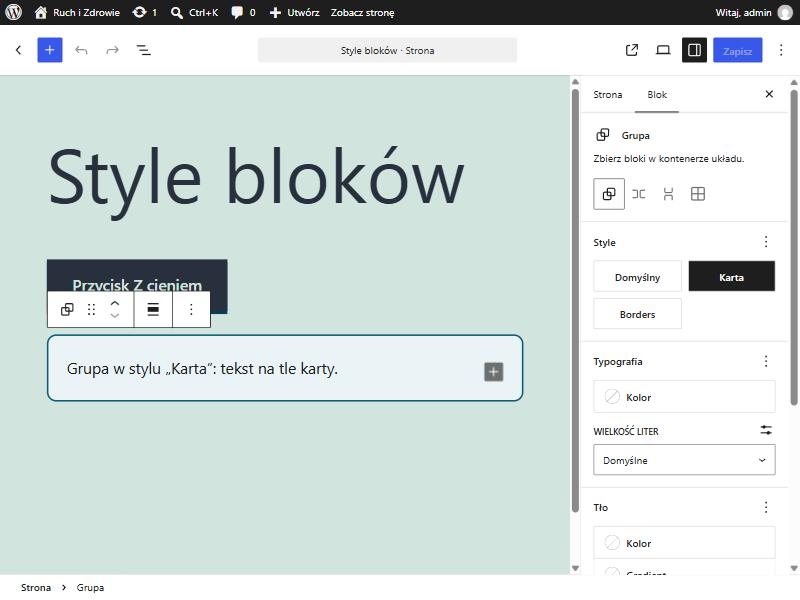 Ruch i Zdrowie 1 Ctrl+K 0 Utwórz Zobacz stronę Witaj, admin
Style bloków · Strona
Zapisz
Strona Blok
Grupa
Zbierz bloki w kontenerze układu.
Style
Domyślny Karta
Borders
Typografia
Kolor
WIELKOŚĆ LITER
Domyślne
Tło
Kolor
Gradient
Style bloków
Przycisk Z cieniem
Grupa w stylu „Karta”: tekst na tle karty.
Strona Grupa